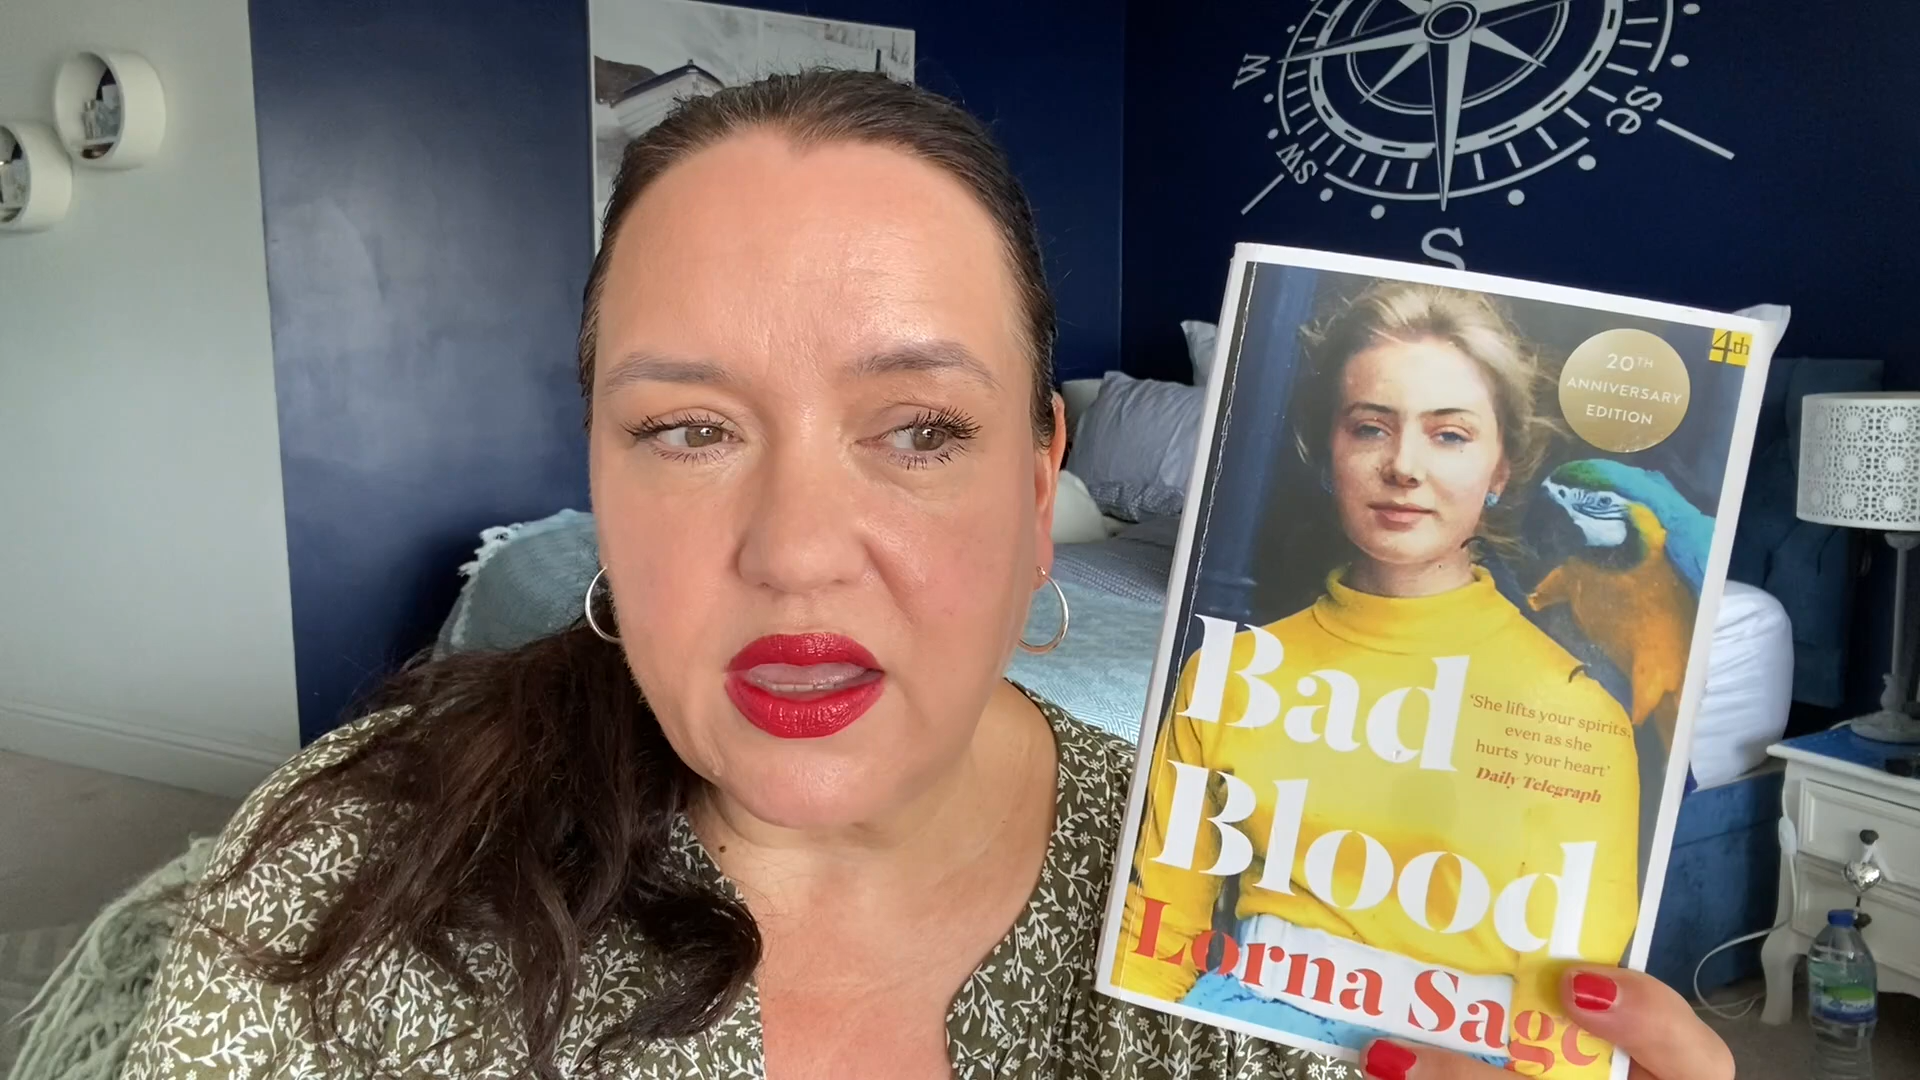 W
SW
S
Se
4th
20TH
ANNIVERSARY
EDITION
Bad
'She lifts your spirits,
even as she
hurts your heart'
Daily Telegraph
Blood
Lorna Sage